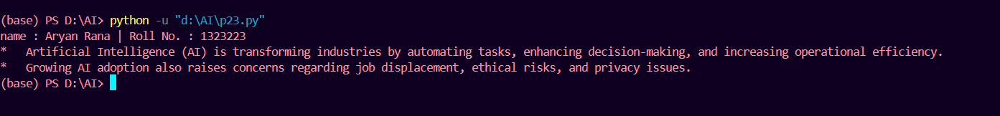 (base) PS D:\AI> python -u "d:\AI\p23.py"
name : Aryan Rana | Roll No. : 1323223
*   Artificial Intelligence (AI) is transforming industries by automating tasks, enhancing decision-making, and increasing operational efficiency.
*   Growing AI adoption also raises concerns regarding job displacement, ethical risks, and privacy issues.
(base) PS D:\AI>